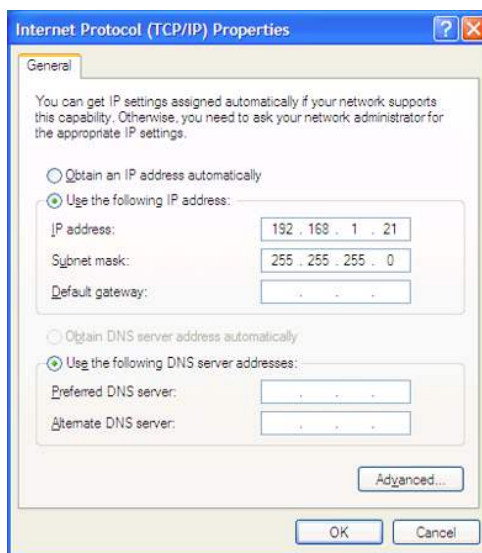 Internet Protocol (TCP/IP) Properties
General
You can get IP settings assigned automatically if your network supports
this capability. Otherwise, you need to ask your network administrator for
the appropriate IP settings.
Obtain an IP address automatically
Use the following IP address:
IP address: 192 . 168 . 1 . 21
Subnet mask: 255 . 255 . 255 . 0
Default gateway: . . .
Obtain DNS server address automatically
Use the following DNS server addresses:
Preferred DNS server: . . .
Alternate DNS server: . . .
Advanced...
OK Cancel